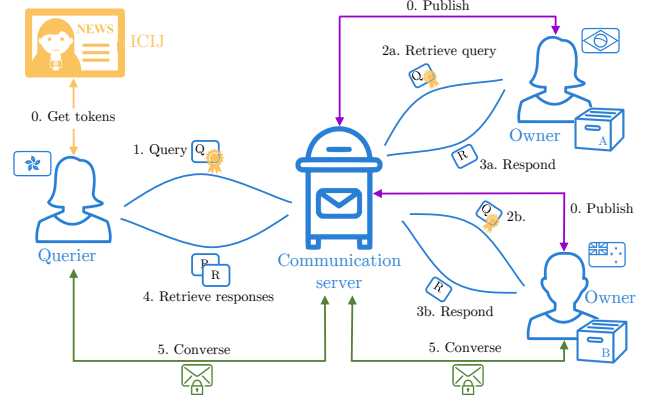 0. Publish
NEWS
ICIJ
2a. Retrieve query
Q
0. Get tokens
Owner
A
1. Query
Q
R
3a. Respond
Q
2b.
0. Publish
Querier
Communication
server
R
R
Owner
4. Retrieve responses
R
3b. Respond
5. Converse
5. Converse
B